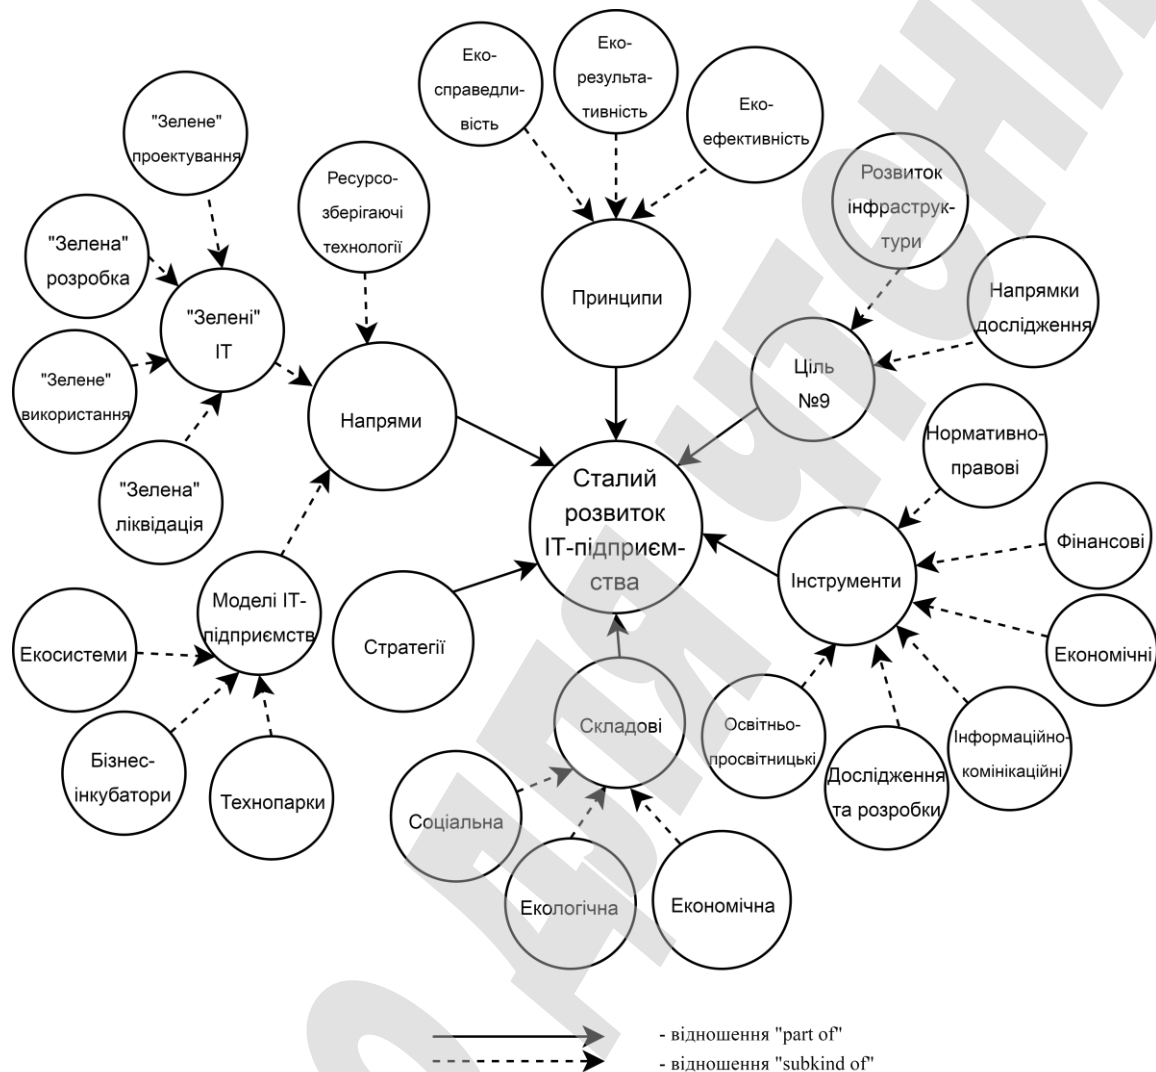 Еко-
справедли-
вість
Еко-
результа-
тивність
Еко-
ефективність
"Зелене"
проектування
Ресурсо-
зберігаючі
технології
Розвиток
інфраструк-
тури
"Зелена"
розробка
"Зелені"
ІТ
Принципи
Напрямки
дослідження
"Зелене"
використання
Напрями
Ціль
№9
"Зелена"
ліквідація
Сталий
розвиток
ІТ-підприєм-
ства
Нормативно-
правові
Фінансові
Інструменти
Економічні
Моделі ІТ-
підприємств
Стратегії
Екосистеми
Бізнес-
інкубатори
Технопарки
Складові
Освітньо-
просвітницькі
Дослідження
та розробки
Інформаційно-
комінікаційні
Соціальна
Екологічна
Економічна
- відношення "part of"
- відношення "subkind of"